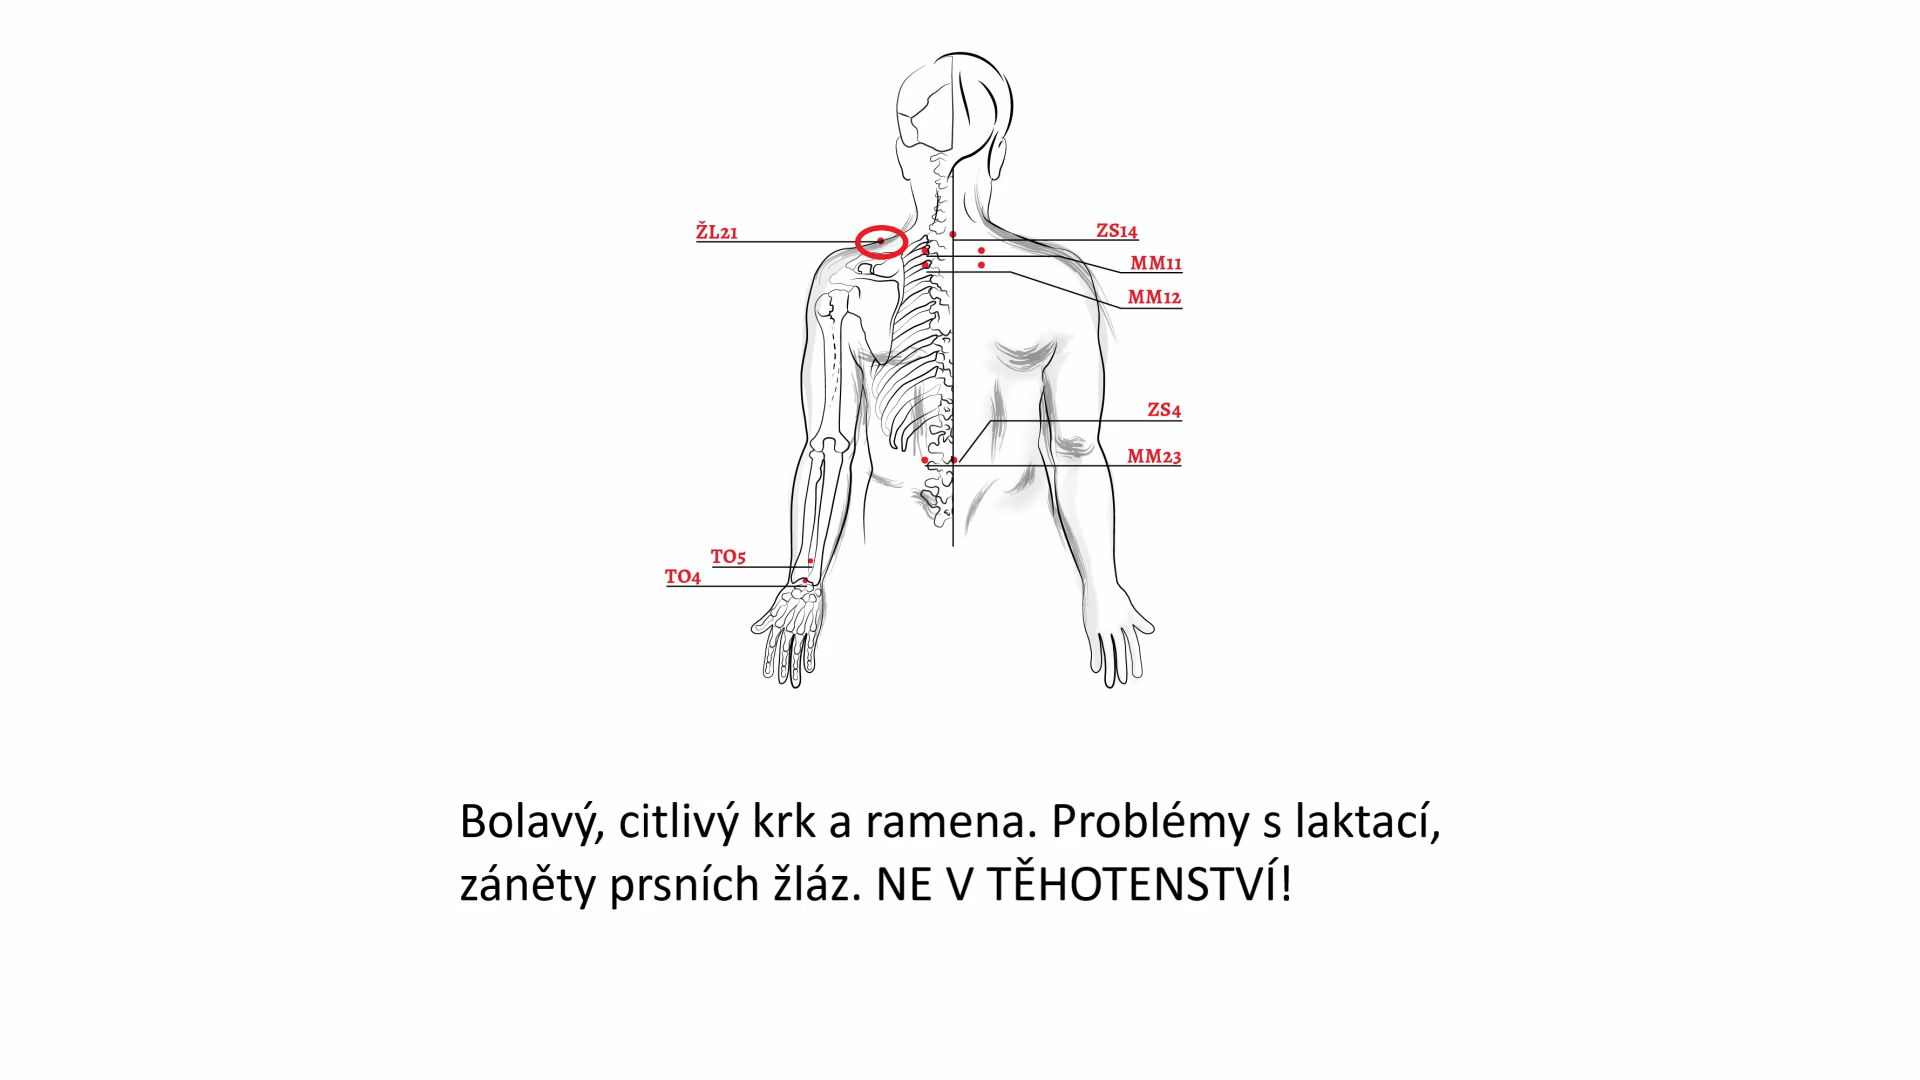 ŽL21
ZS14
MM11
MM12
ZS4
MM23
TO5
TO4
Bolavý, citlivý krk a ramena. Problémy s laktací,
záněty prsních žláz. NE V TĚHOTENSTVÍ!